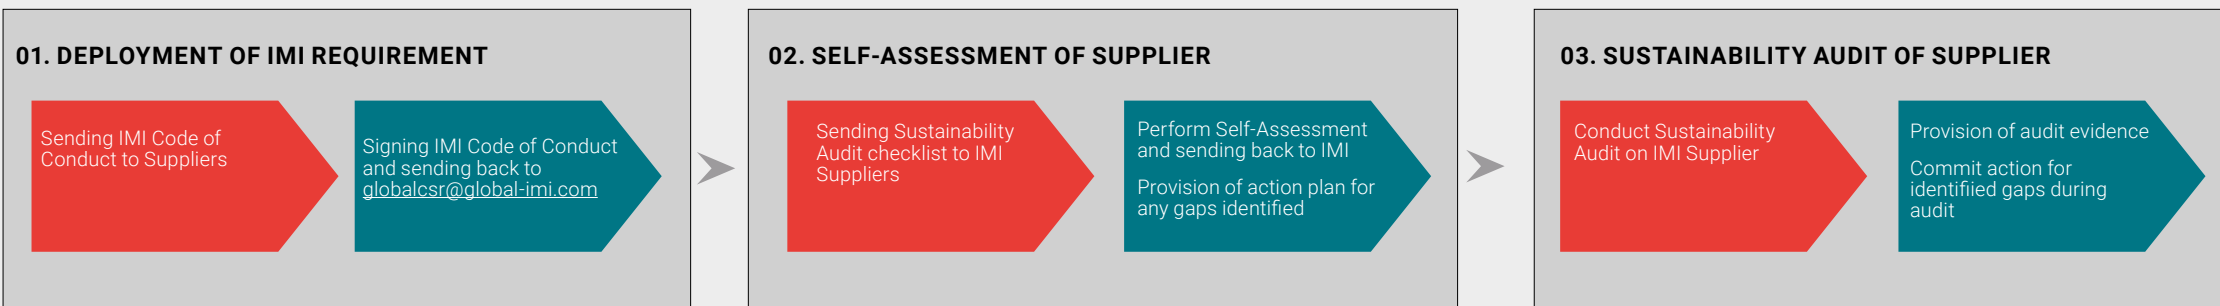 01. DEPLOYMENT OF IMI REQUIREMENT
Sending IMI Code of
Conduct to Suppliers
Signing IMI Code of Conduct
and sending back to
globalcsr@global-imi.com
02. SELF-ASSESSMENT OF SUPPLIER
Sending Sustainability
Audit checklist to IMI
Suppliers
Perform Self-Assessment
and sending back to IMI
Provision of action plan for
any gaps identified
03. SUSTAINABILITY AUDIT OF SUPPLIER
Conduct Sustainability
Audit on IMI Supplier
Provision of audit evidence
Commit action for
identifiied gaps during
audit